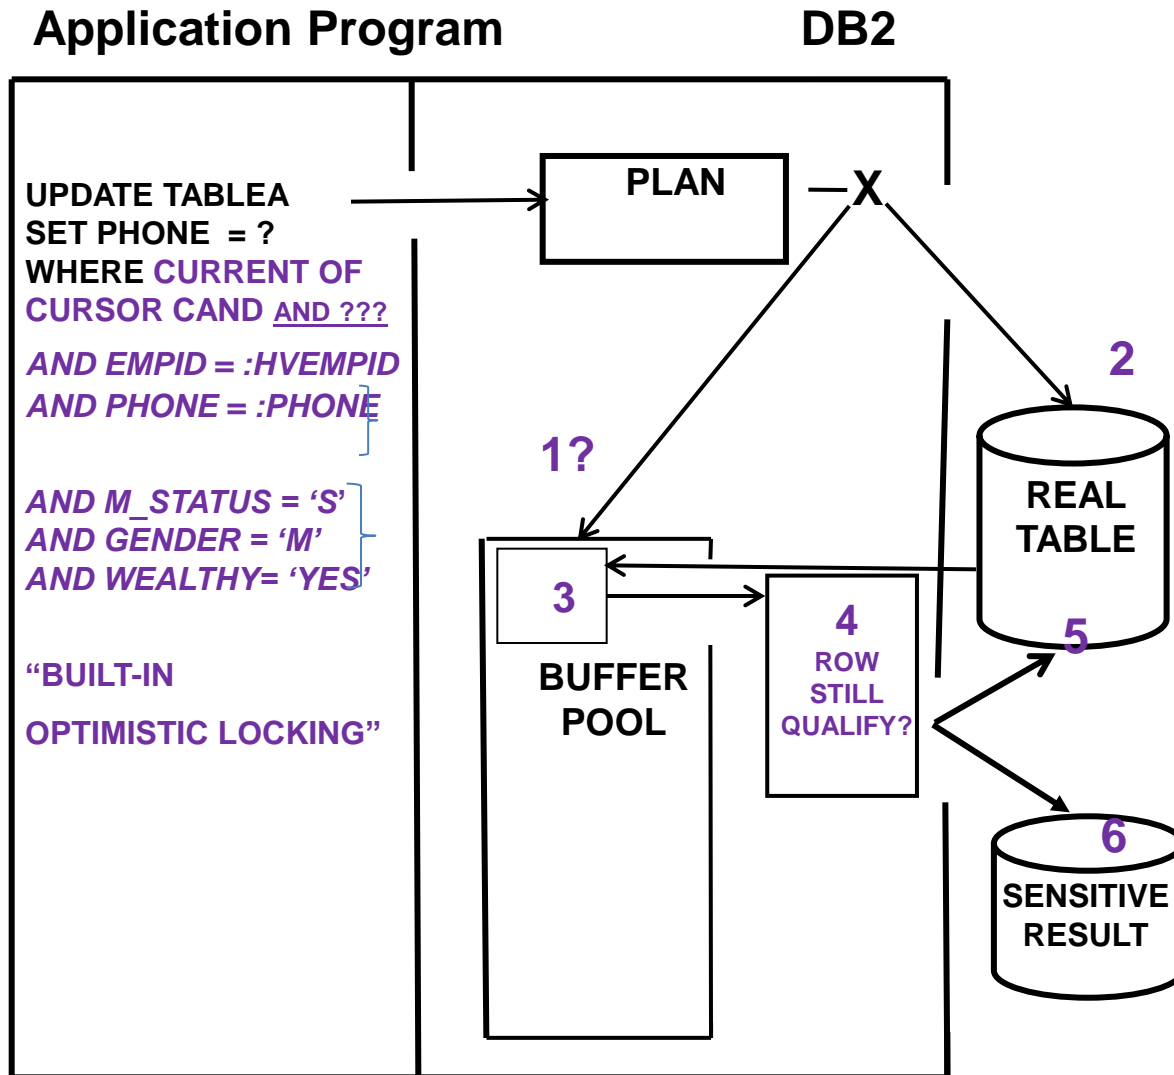 Application Program
DB2
UPDATE TABLEA
SET PHONE = ?
WHERE CURRENT OF
CURSOR CAND AND ???
AND EMPID = :HVEMPID
AND PHONE = :PHONE
AND M_STATUS = ‘S’
AND GENDER = ‘M’
AND WEALTHY= ‘YES’
“BUILT-IN
OPTIMISTIC LOCKING”
PLAN
X
1?
2
REAL
TABLE
3
BUFFER
POOL
4
ROW
STILL
QUALIFY?
5
6
SENSITIVE
RESULT